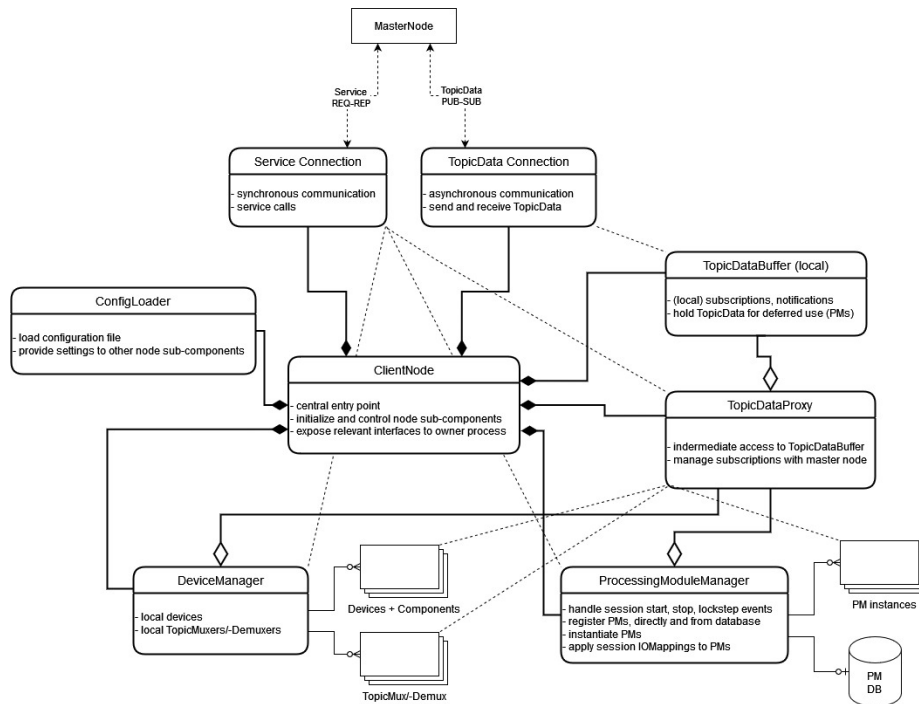 MasterNode
Service
REQ-REP
TopicData
PUB-SUB
Service Connection
- synchronous communication
- service calls
TopicData Connection
- asynchronous communication
- send and receive TopicData
TopicDataBuffer (local)
- (local) subscriptions, notifications
- hold TopicData for deferred use (PMs)
ConfigLoader
- load configuration file
- provide settings to other node sub-components
ClientNode
- central entry point
- initialize and control node sub-components
- expose relevant interfaces to owner process
TopicDataProxy
- indermediate access to TopicDataBuffer
- manage subscriptions with master node
DeviceManager
- local devices
- local TopicMuxers/-Demuxers
Devices + Components
TopicMux/-Demux
ProcessingModuleManager
- handle session start, stop, lockstep events
- register PMs, directly and from database
- instantiate PMs
- apply session IOMappings to PMs
PM instances
PM
DB